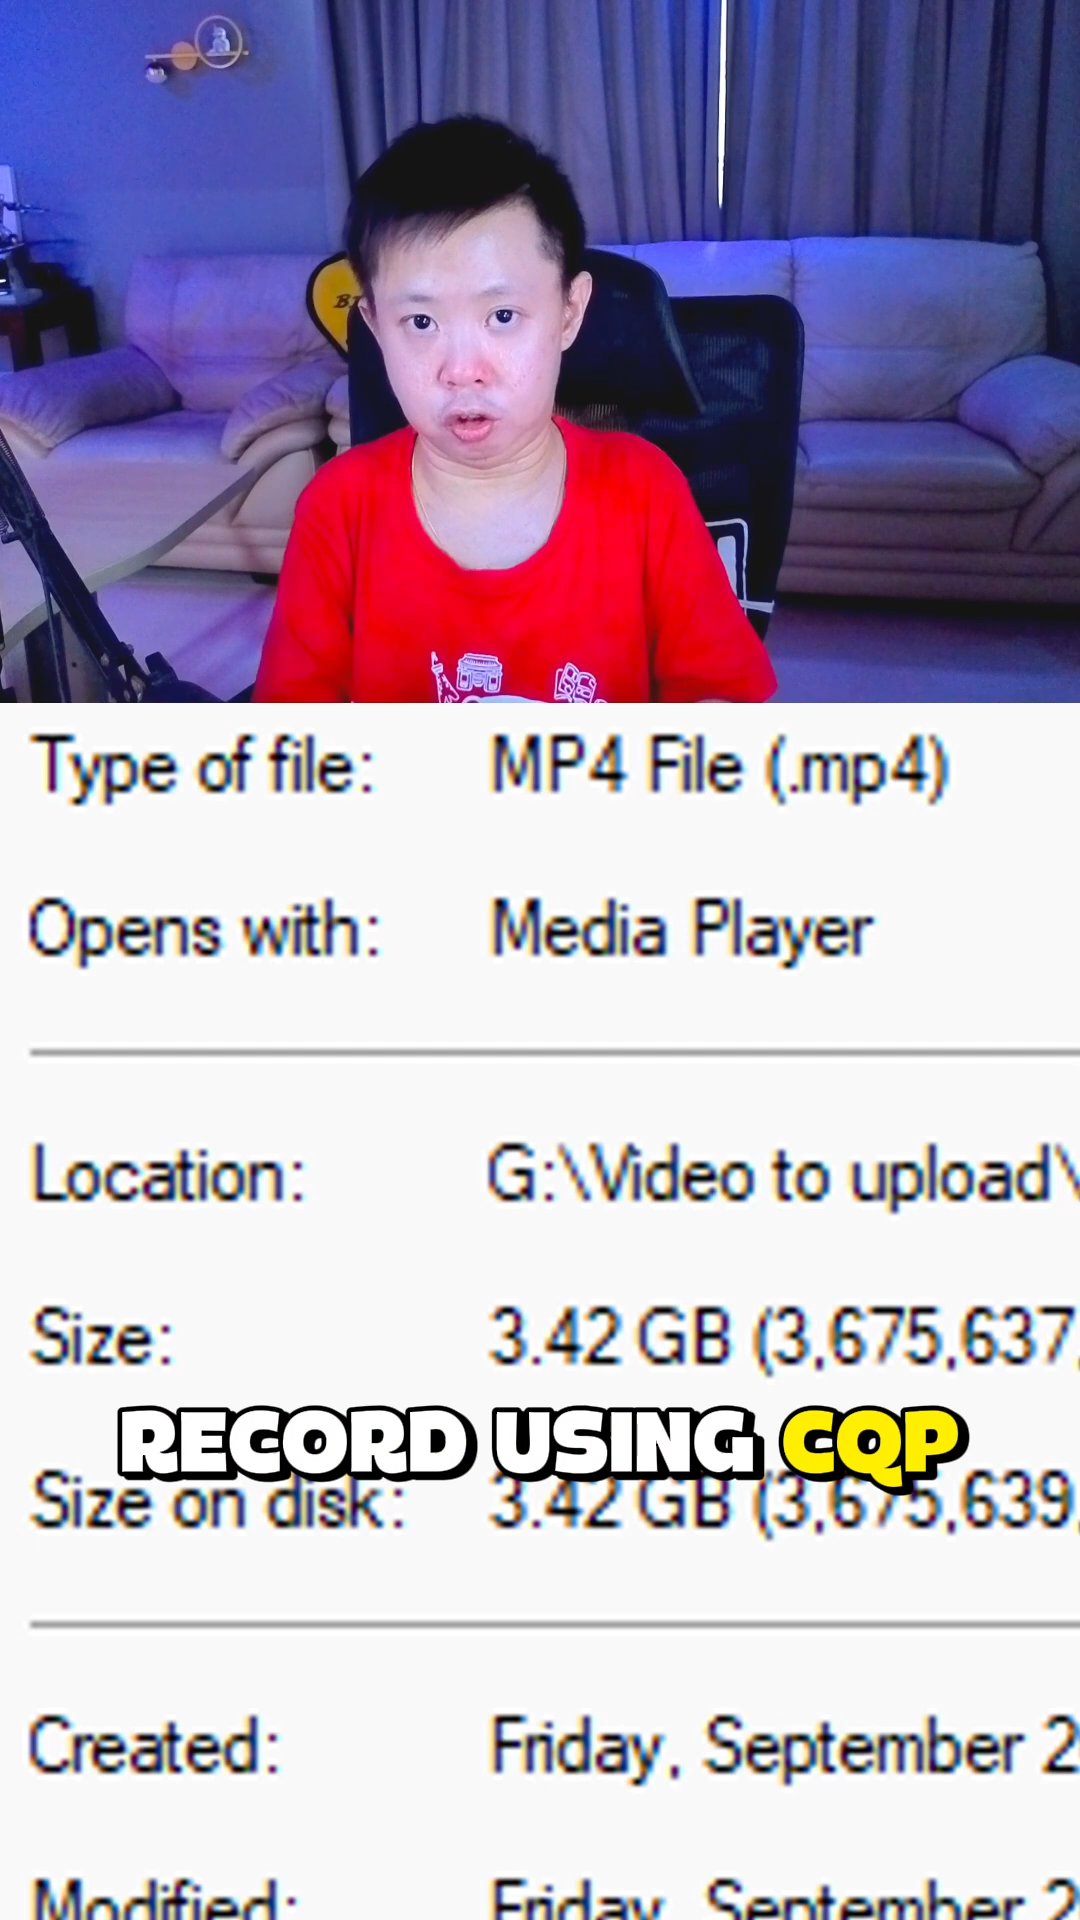 Type of file: MP4 File (.mp4)
Opens with: Media Player
Location: G:\Video to upload\
Size: 3.42 GB (3,675,637,
RECORD USING CQP
Size on disk: 3.42 GB (3,675,639,
Created: Friday, September 2
Modified: Friday, September 2